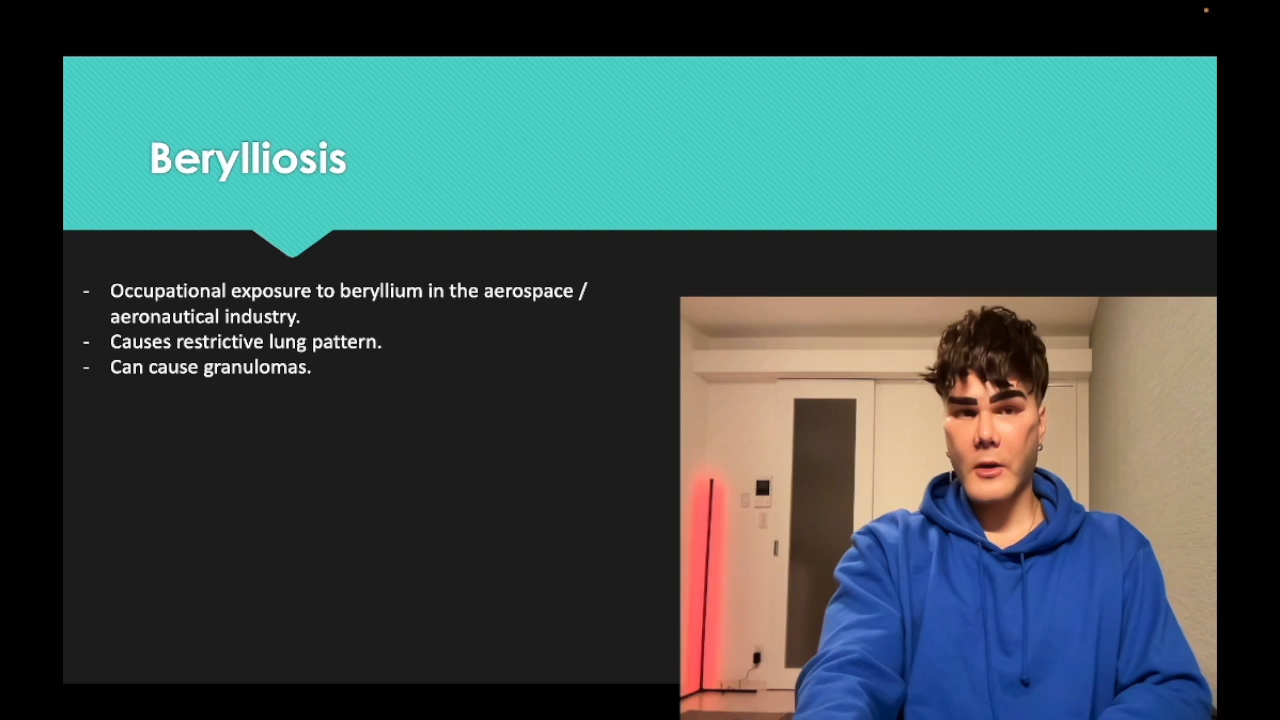 Berylliosis
- Occupational exposure to beryllium in the aerospace /
aeronautical industry.
- Causes restrictive lung pattern.
- Can cause granulomas.